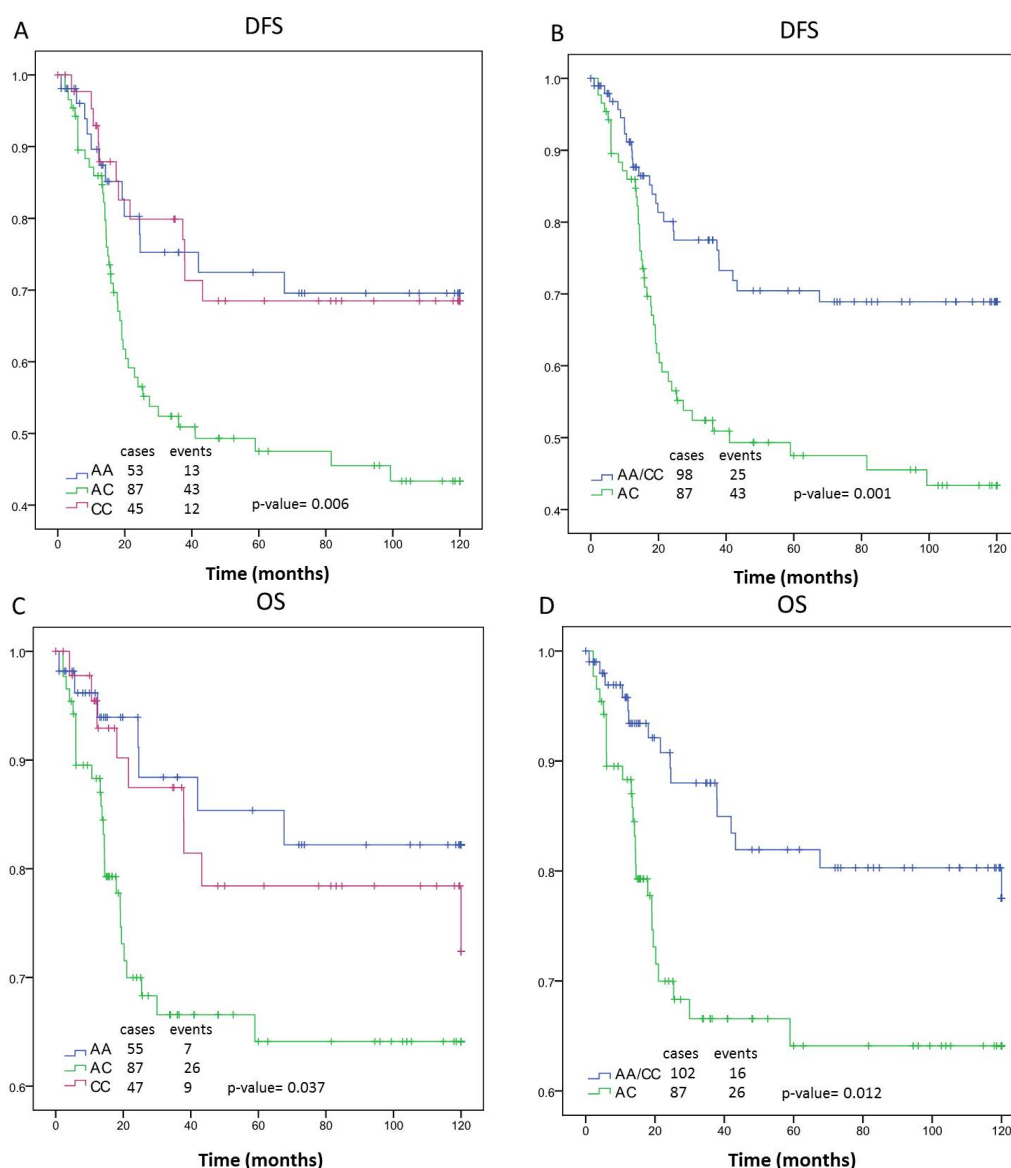 A
DFS
1.0
0.9
0.8
0.7
0.6
0.5
0.4
cases events
AA 53 13
AC 87 43
CC 45 12
p-value= 0.006
0 20 40 60 80 100 120
Time (months)
B
DFS
1.0
0.9
0.8
0.7
0.6
0.5
0.4
cases events
AA/CC 98 25
AC 87 43
p-value= 0.001
0 20 40 60 80 100 120
Time (months)
C
OS
1.0
0.9
0.8
0.7
0.6
cases events
AA 55 7
AC 87 26
CC 47 9
p-value= 0.037
0 20 40 60 80 100 120
Time (months)
D
OS
1.0
0.9
0.8
0.7
0.6
cases events
AA/CC 102 16
AC 87 26
p-value= 0.012
0 20 40 60 80 100 120
Time (months)